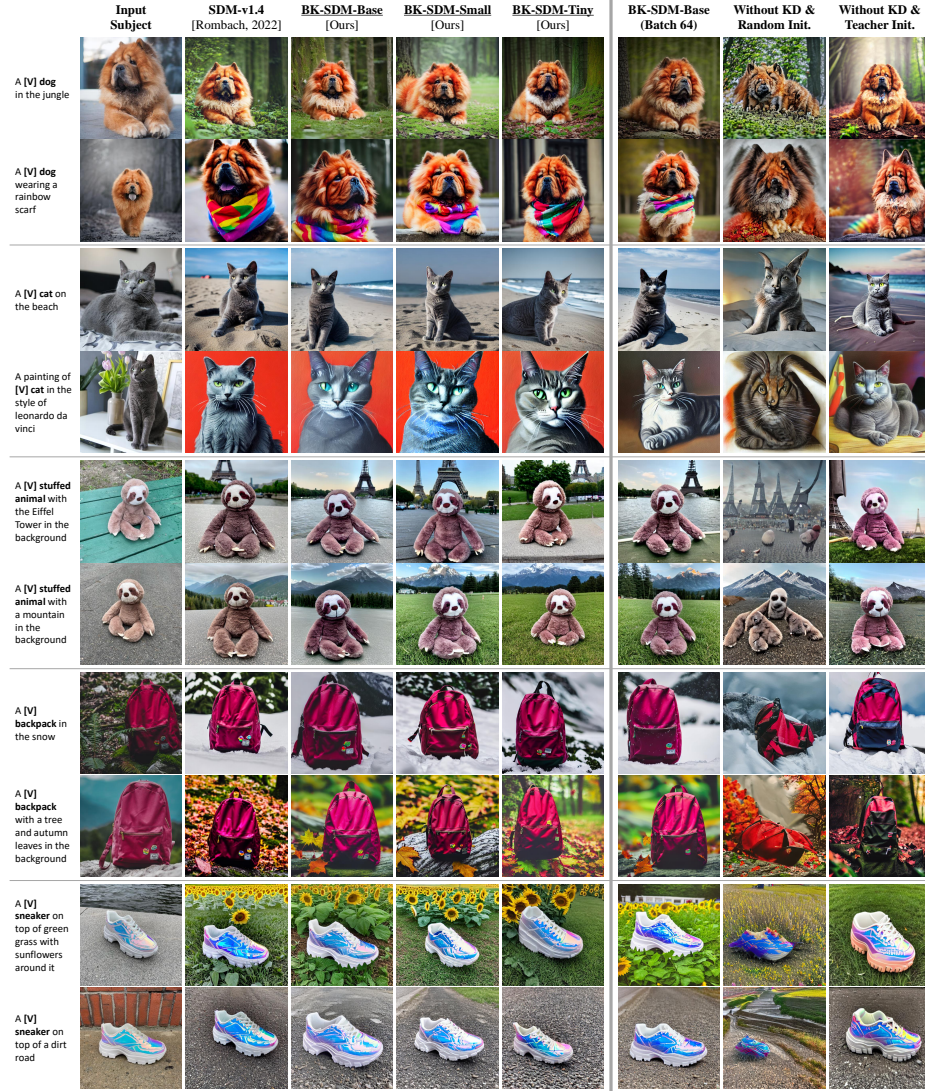 Input
Subject
SDM-v1.4
[Rombach, 2022]
BK-SDM-Base
[Ours]
BK-SDM-Small
[Ours]
BK-SDM-Tiny
[Ours]
BK-SDM-Base
(Batch 64)
Without KD &
Random Init.
Without KD &
Teacher Init.
A [V] dog
in the jungle
A [V] dog
wearing a
rainbow
scarf
A [V] cat on
the beach
A painting of
[V] cat in the
style of
leonardo da
vinci
A [V] stuffed
animal with
the Eiffel
Tower in the
background
A [V] stuffed
animal with
a mountain
in the
background
A [V]
backpack in
the snow
A [V]
backpack
with a tree
and autumn
leaves in the
background
A [V]
sneaker on
top of green
grass with
sunflowers
around it
A [V]
sneaker on
top of a dirt
road